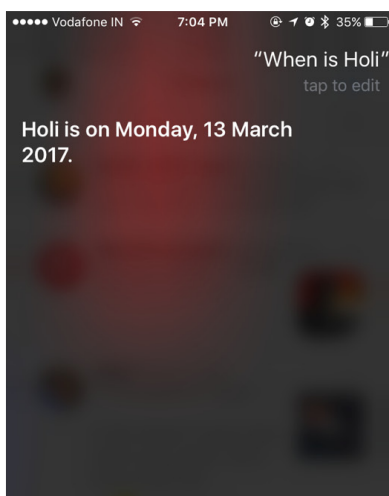 Vodafone IN 7:04 PM 35%
“When is Holi”
tap to edit
Holi is on Monday, 13 March
2017.